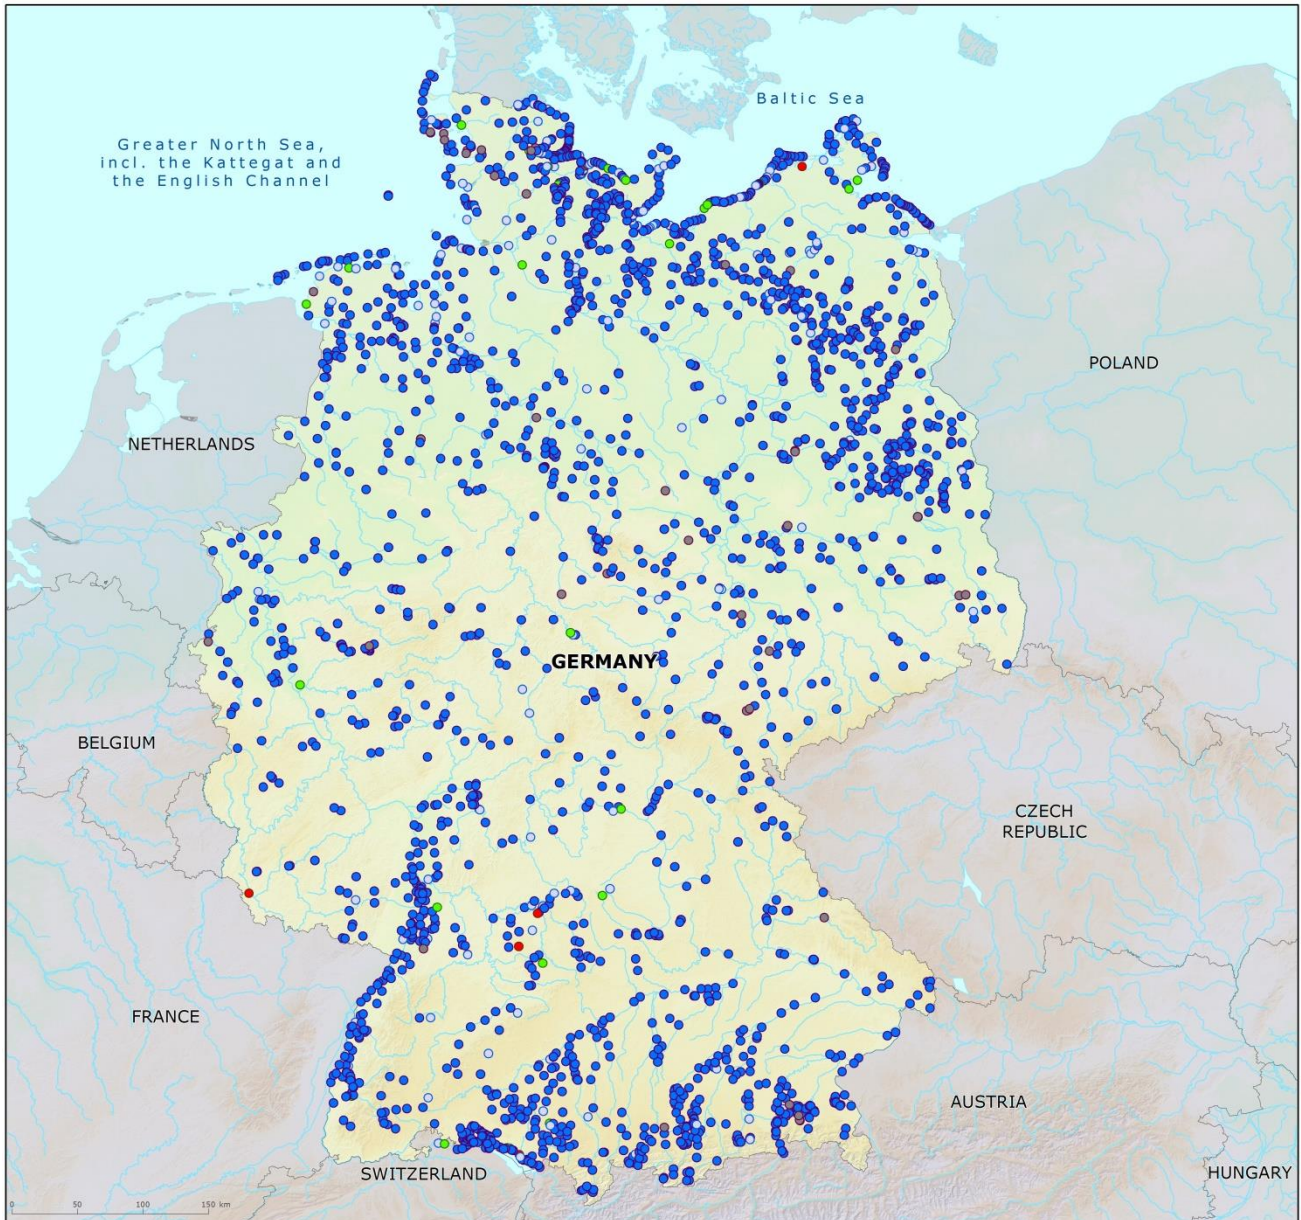 Baltic Sea
Greater North Sea,
incl. the Kattegat and
the English Channel
POLAND
NETHERLANDS
GERMANY
BELGIUM
CZECH
REPUBLIC
FRANCE
AUSTRIA
SWITZERLAND
HUNGARY
0 50 100 150 km